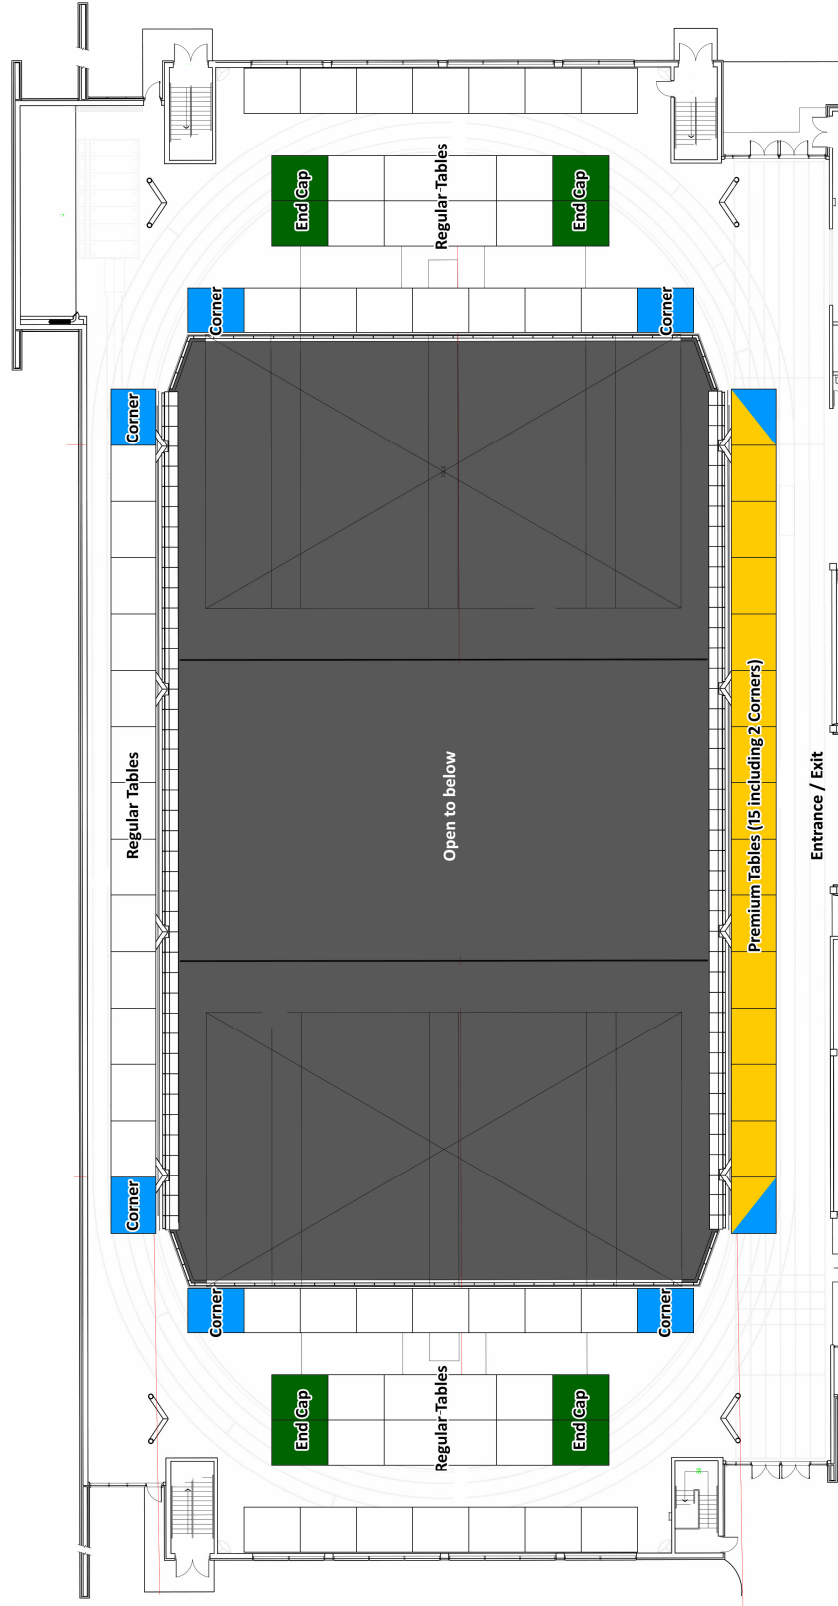 End Cap
Regular Tables
End Cap
Corner
Corner
Corner
Regular Tables
Open to below
Premium Tables (15 including 2 Corners)
Entrance / Exit
Corner
Corner
Corner
End Cap
Regular Tables
End Cap